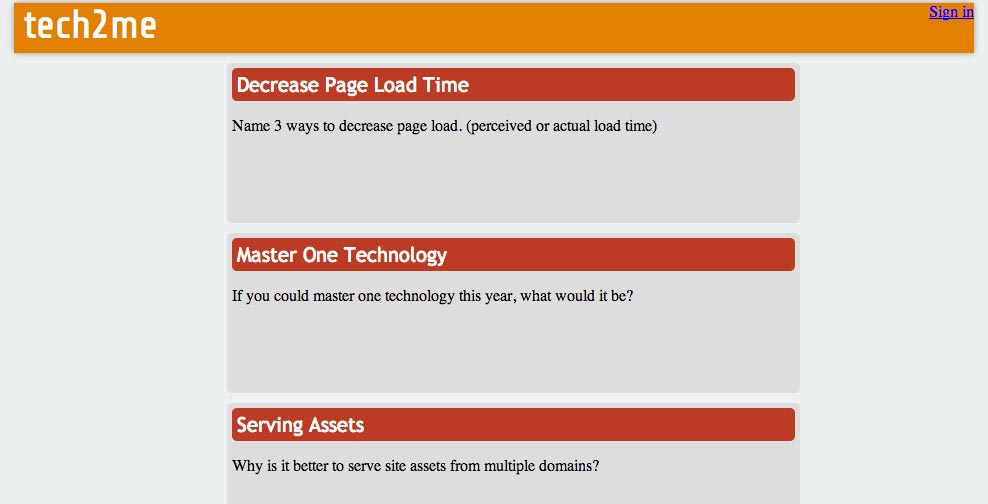 tech2me
Sign in
Decrease Page Load Time
Name 3 ways to decrease page load. (perceived or actual load time)
Master One Technology
If you could master one technology this year, what would it be?
Serving Assets
Why is it better to serve site assets from multiple domains?